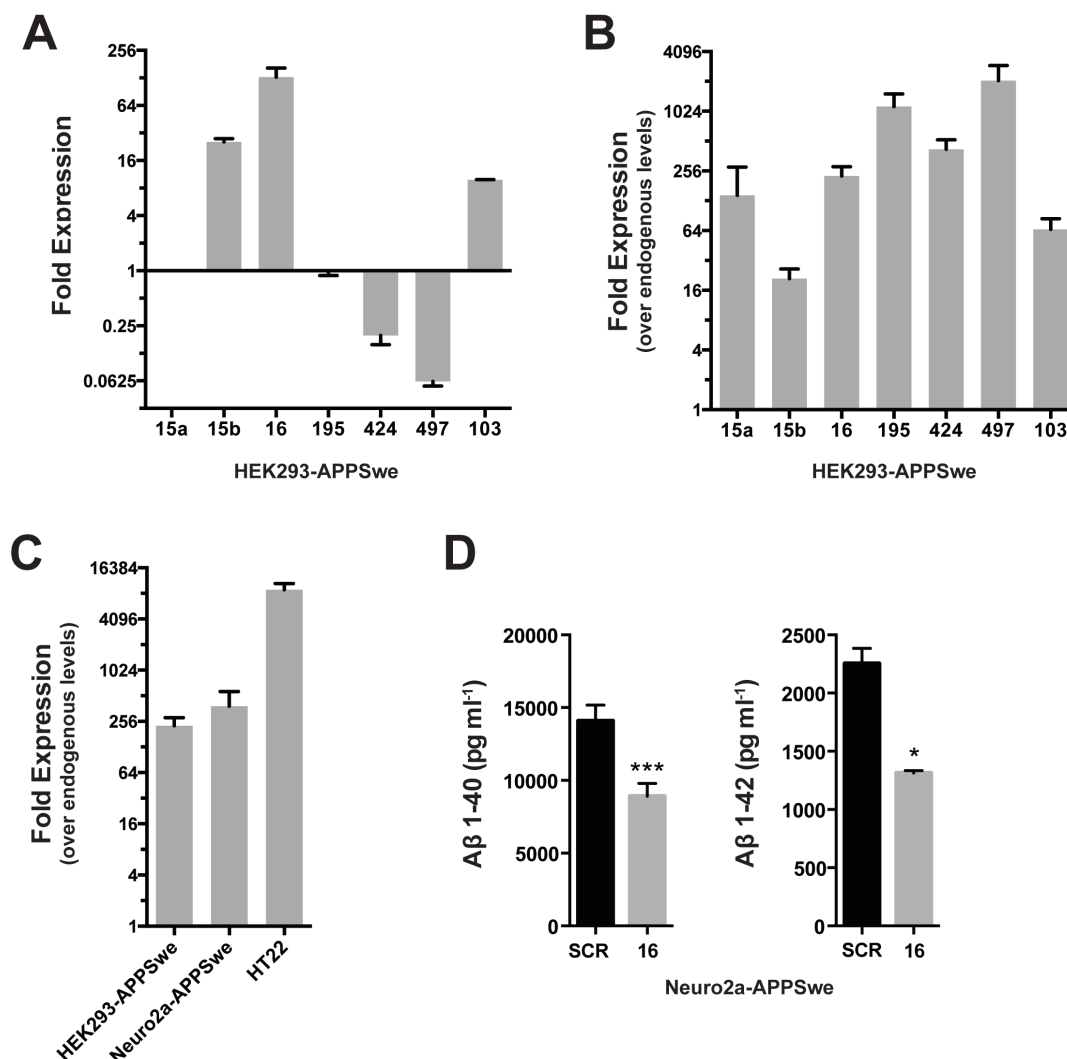 A
256
64
16
4
1
0.25
0.0625
Fold Expression
15a 15b 16 195 424 497 103
HEK293-APPSwe
B
4096
1024
256
64
16
4
1
Fold Expression
(over endogenous levels)
15a 15b 16 195 424 497 103
HEK293-APPSwe
C
16384
4096
1024
256
64
16
4
1
Fold Expression
(over endogenous levels)
HEK293-APPSwe
Neuro2a-APPSwe
HT22
D
20000
15000
10000
5000
0
Aβ 1-40 (pg ml⁻¹)
***
SCR 16
2500
2000
1500
1000
500
0
Aβ 1-42 (pg ml⁻¹)
*
SCR 16
Neuro2a-APPSwe